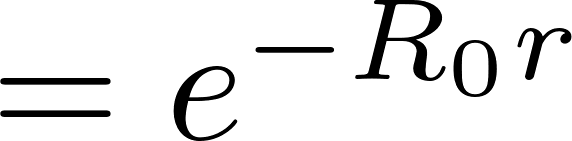 = e^{-R_0 r}